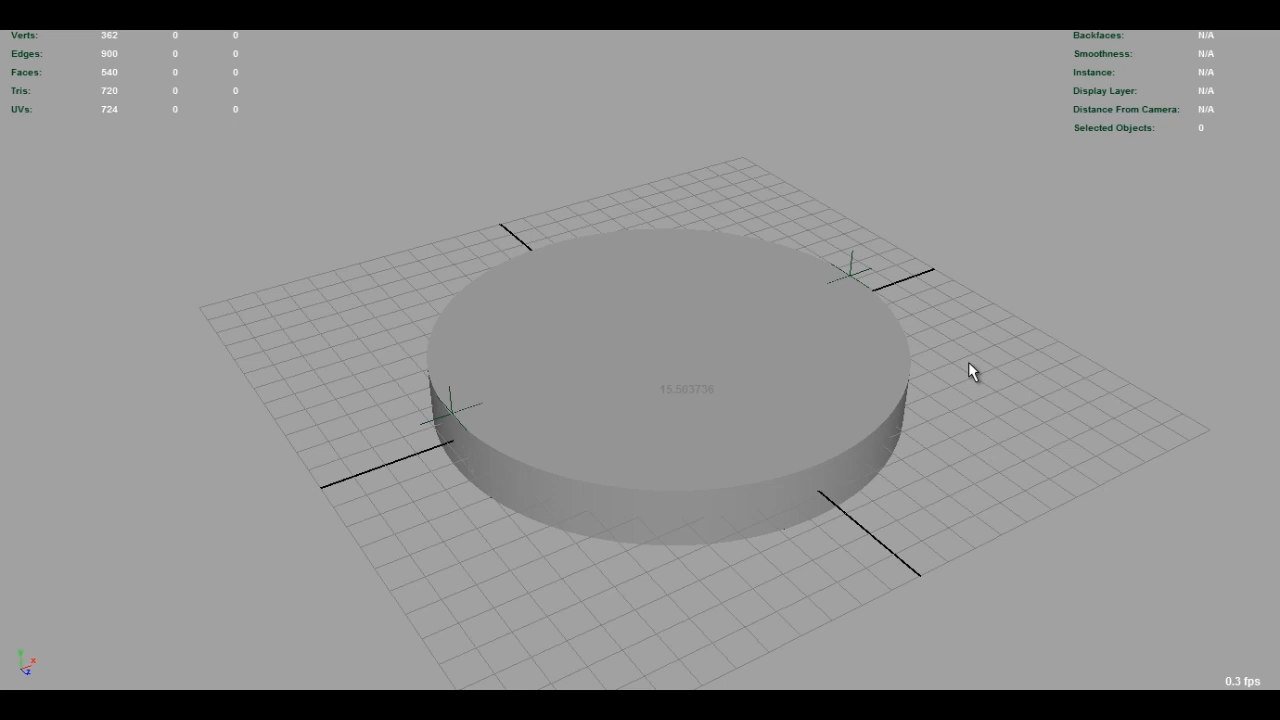 Verts: 362 0 0
Edges: 900 0 0
Faces: 540 0 0
Tris: 720 0 0
UVs: 724 0 0
Backfaces: N/A
Smoothness: N/A
Instance: N/A
Display Layer: N/A
Distance From Camera: N/A
Selected Objects: 0
15.563736
x
z
0.3 fps